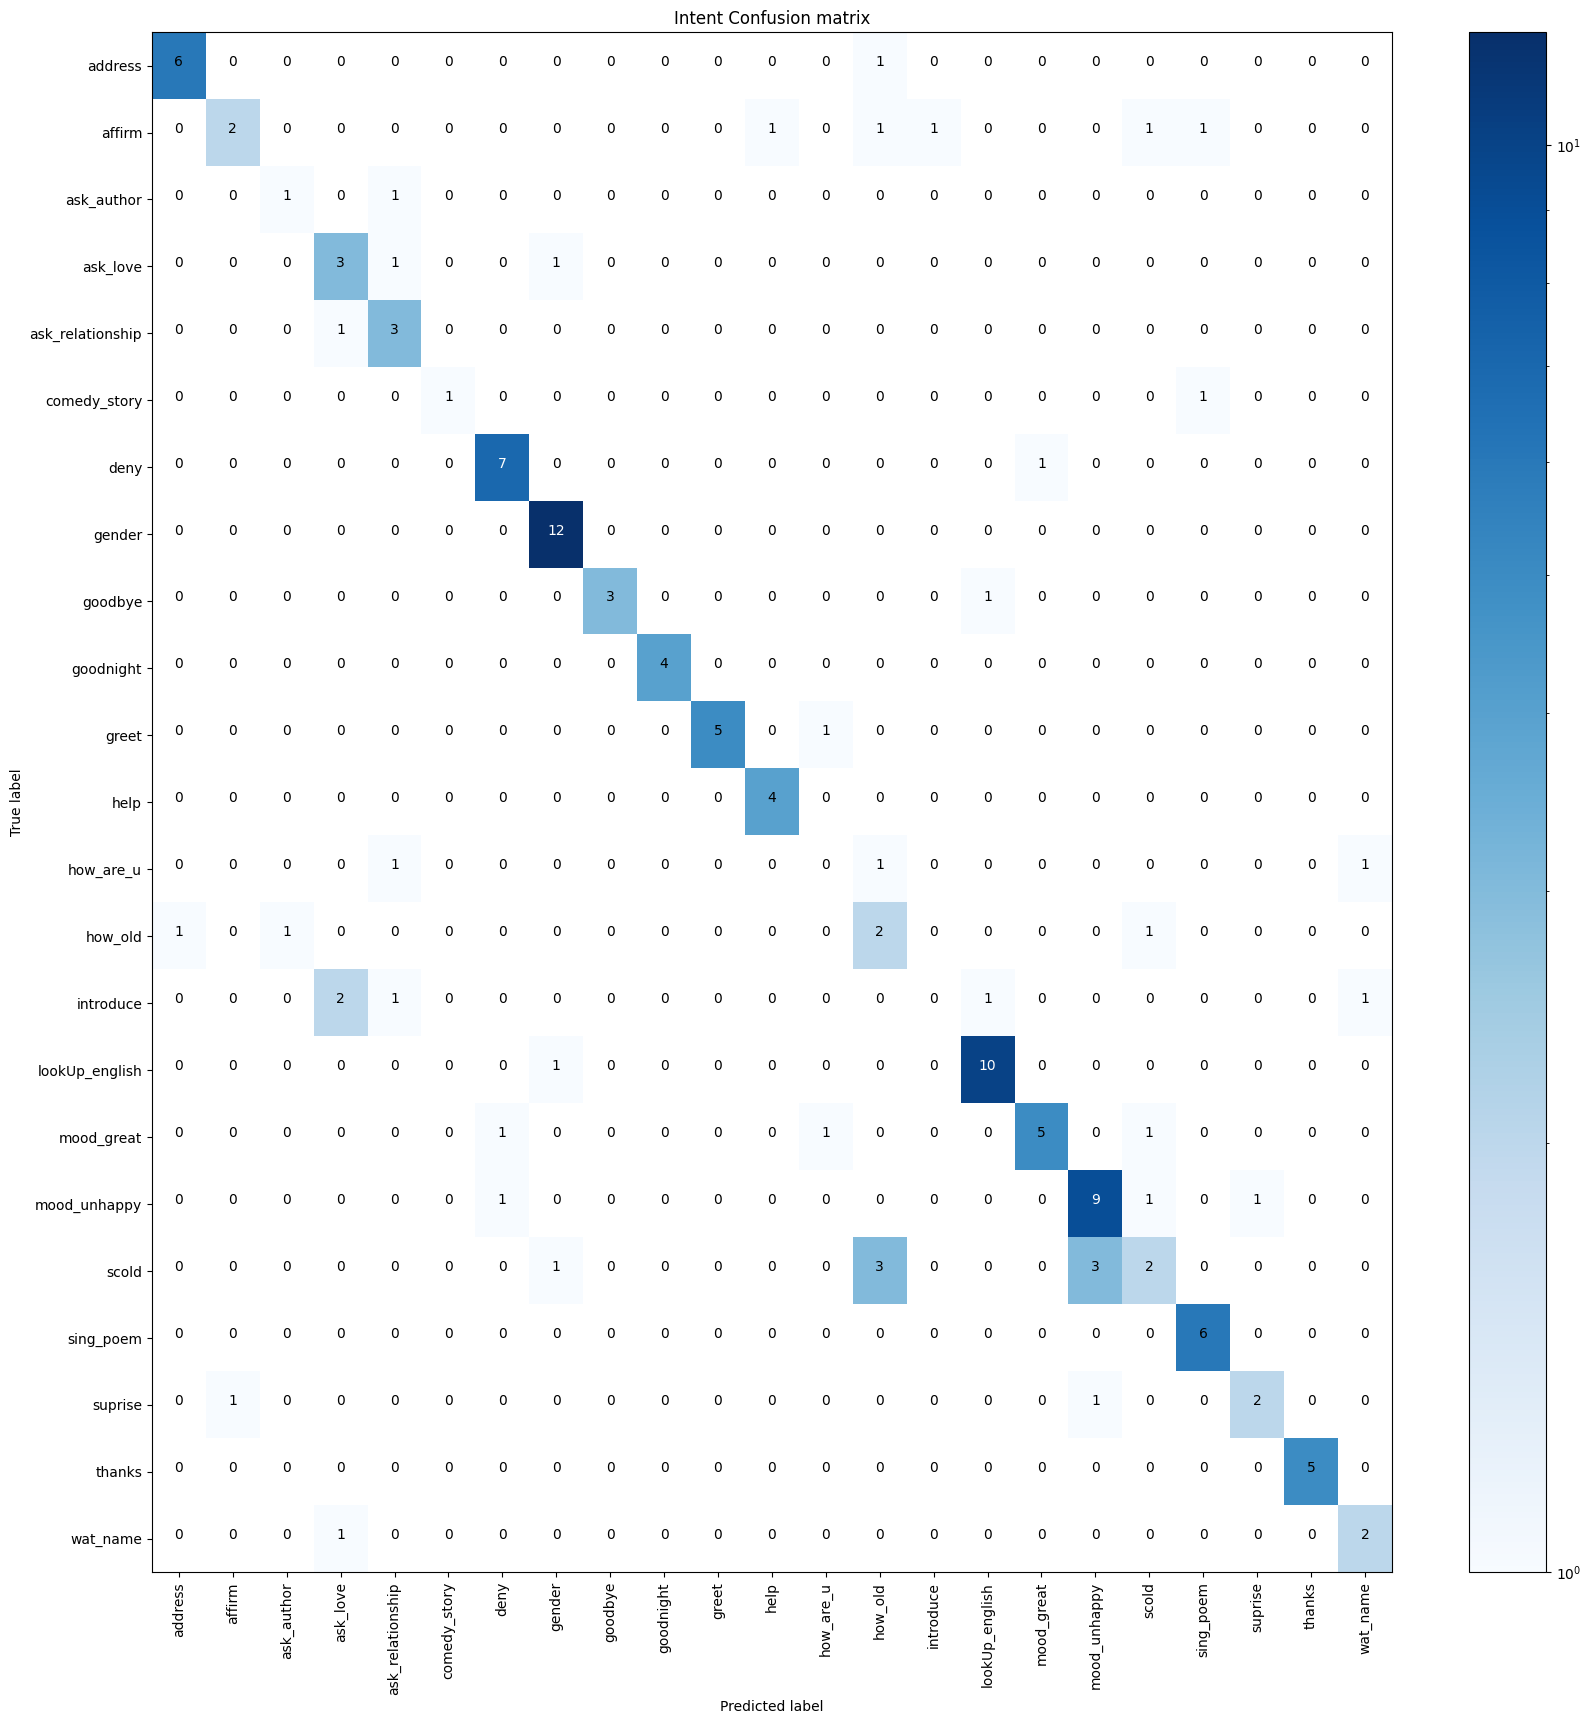 Intent Confusion matrix
address 6 0 0 0 0 0 0 0 0 0 0 0 0 1 0 0 0 0 0 0 0 0 0
affirm 0 2 0 0 0 0 0 0 0 0 0 1 0 1 1 0 0 0 1 1 0 0 0
ask_author 0 0 1 0 1 0 0 0 0 0 0 0 0 0 0 0 0 0 0 0 0 0 0
ask_love 0 0 0 3 1 0 0 1 0 0 0 0 0 0 0 0 0 0 0 0 0 0 0
ask_relationship 0 0 0 1 3 0 0 0 0 0 0 0 0 0 0 0 0 0 0 0 0 0 0
comedy_story 0 0 0 0 0 1 0 0 0 0 0 0 0 0 0 0 0 0 0 1 0 0 0
deny 0 0 0 0 0 0 7 0 0 0 0 0 0 0 0 0 1 0 0 0 0 0 0
gender 0 0 0 0 0 0 0 12 0 0 0 0 0 0 0 0 0 0 0 0 0 0 0
goodbye 0 0 0 0 0 0 0 0 3 0 0 0 0 0 0 1 0 0 0 0 0 0 0
goodnight 0 0 0 0 0 0 0 0 0 4 0 0 0 0 0 0 0 0 0 0 0 0 0
greet 0 0 0 0 0 0 0 0 0 0 5 0 1 0 0 0 0 0 0 0 0 0 0
help 0 0 0 0 0 0 0 0 0 0 0 4 0 0 0 0 0 0 0 0 0 0 0
how_are_u 0 0 0 0 1 0 0 0 0 0 0 0 0 1 0 0 0 0 0 0 0 0 1
how_old 1 0 1 0 0 0 0 0 0 0 0 0 0 2 0 0 0 0 1 0 0 0 0
introduce 0 0 0 2 1 0 0 0 0 0 0 0 0 0 0 1 0 0 0 0 0 0 1
lookUp_english 0 0 0 0 0 0 0 1 0 0 0 0 0 0 0 10 0 0 0 0 0 0 0
mood_great 0 0 0 0 0 0 1 0 0 0 0 0 1 0 0 0 5 0 1 0 0 0 0
mood_unhappy 0 0 0 0 0 0 1 0 0 0 0 0 0 0 0 0 0 9 1 0 1 0 0
scold 0 0 0 0 0 0 0 1 0 0 0 0 0 3 0 0 0 3 2 0 0 0 0
sing_poem 0 0 0 0 0 0 0 0 0 0 0 0 0 0 0 0 0 0 0 6 0 0 0
suprise 0 1 0 0 0 0 0 0 0 0 0 0 0 0 0 0 0 1 0 0 2 0 0
thanks 0 0 0 0 0 0 0 0 0 0 0 0 0 0 0 0 0 0 0 0 0 5 0
wat_name 0 0 0 1 0 0 0 0 0 0 0 0 0 0 0 0 0 0 0 0 0 0 2
True label
address
affirm
ask_author
ask_love
ask_relationship
comedy_story
deny
gender
goodbye
goodnight
greet
help
how_are_u
how_old
introduce
lookUp_english
mood_great
mood_unhappy
scold
sing_poem
suprise
thanks
wat_name
Predicted label
10¹
10⁰